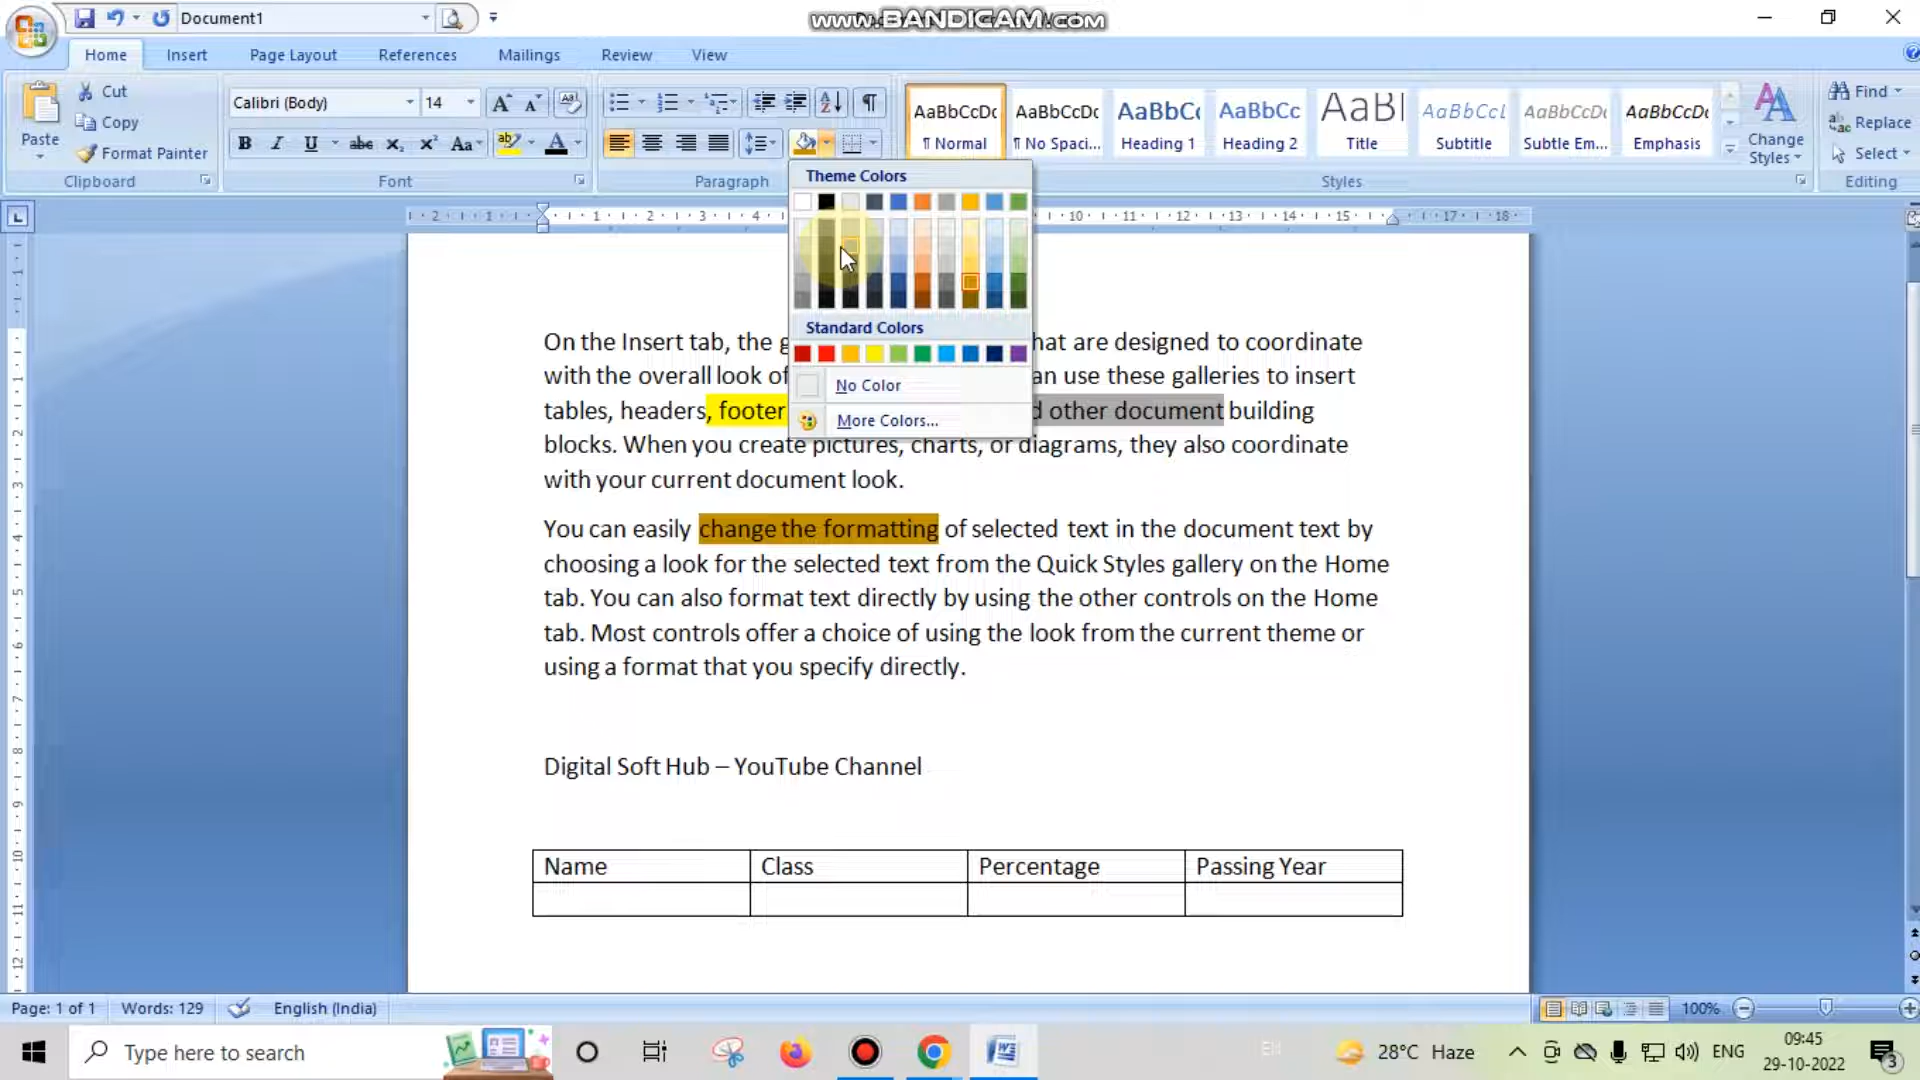 Document1
www.BANDICAM.com
Home Insert Page Layout References Mailings Review View
Paste
Cut
Copy
Format Painter
Clipboard
Calibri (Body) 14
Font
Paragraph
AaBbCcDc AaBbCcDc AaBbC AaBbCc AaBl AaBbCcL AaBbCcDc AaBbCcDc
¶ Normal ¶ No Spaci... Heading 1 Heading 2 Title Subtitle Subtle Em... Emphasis
Change
Styles
Styles
Find
Replace
Select
Editing
Theme Colors
Standard Colors
No Color
More Colors...
On the Insert tab, the hat are designed to coordinate
with the overall look of an use these galleries to insert
tables, headers, footer d other document building
blocks. When you create pictures, charts, or diagrams, they also coordinate
with your current document look.
You can easily change the formatting of selected text in the document text by
choosing a look for the selected text from the Quick Styles gallery on the Home
tab. You can also format text directly by using the other controls on the Home
tab. Most controls offer a choice of using the look from the current theme or
using a format that you specify directly.
Digital Soft Hub – YouTube Channel
Name Class Percentage Passing Year
Page: 1 of 1 Words: 129 English (India) 100%
Type here to search
28°C Haze
ENG
09:45
29-10-2022
3